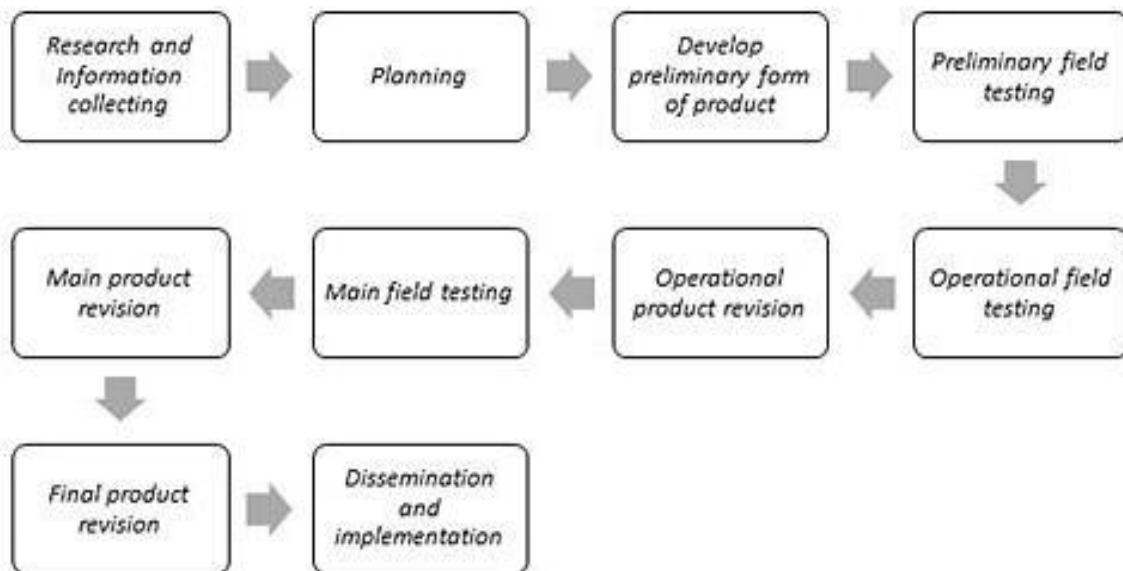 Research and
Information
collecting
Planning
Develop
preliminary form
of product
Preliminary field
testing
Operational field
testing
Operational
product revision
Main field testing
Main product
revision
Final product
revision
Dissemination
and
implementation